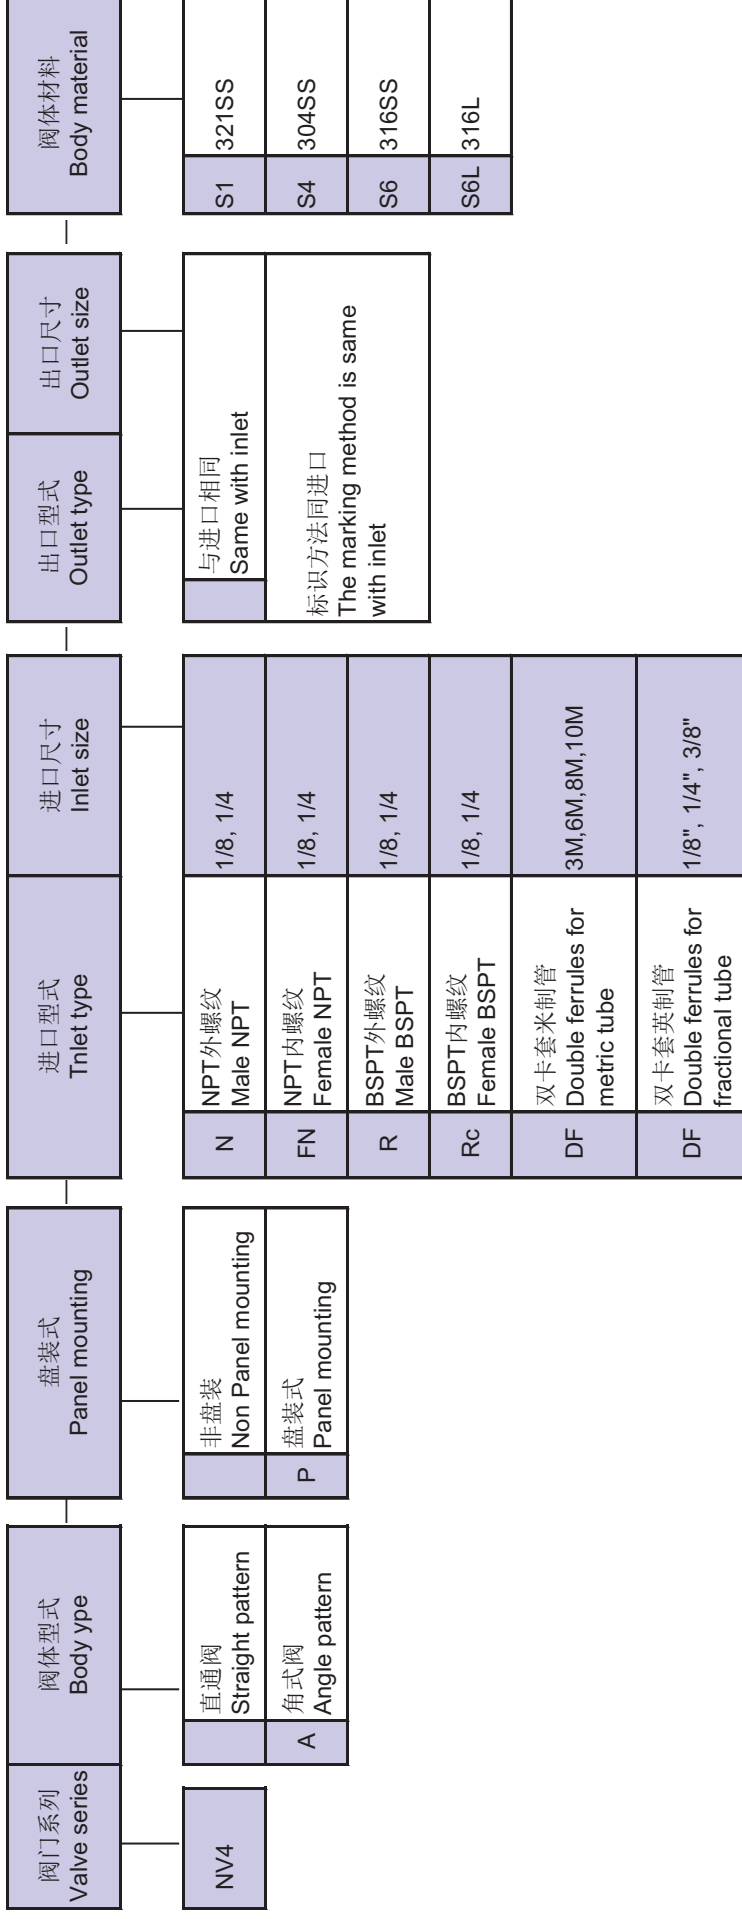 阀门系列
Valve series
NV4
阀体型式
Body ype
直通阀
Straight pattern
A
角式阀
Angle pattern
盘装式
Panel mounting
非盘装
Non Panel mounting
P
盘装式
Panel mounting
进口型式
Tnlet type
进口尺寸
Inlet size
N
NPT外螺纹
Male NPT
1/8, 1/4
FN
NPT内螺纹
Female NPT
1/8, 1/4
R
BSPT外螺纹
Male BSPT
1/8, 1/4
Rc
BSPT内螺纹
Female BSPT
1/8, 1/4
DF
双卡套米制管
Double ferrules for
metric tube
3M,6M,8M,10M
DF
双卡套英制管
Double ferrules for
fractional tube
1/8", 1/4", 3/8"
出口型式
Outlet type
出口尺寸
Outlet size
与进口相同
Same with inlet
标识方法同进口
The marking method is same
with inlet
阀体材料
Body material
S1 321SS
S4 304SS
S6 316SS
S6L 316L